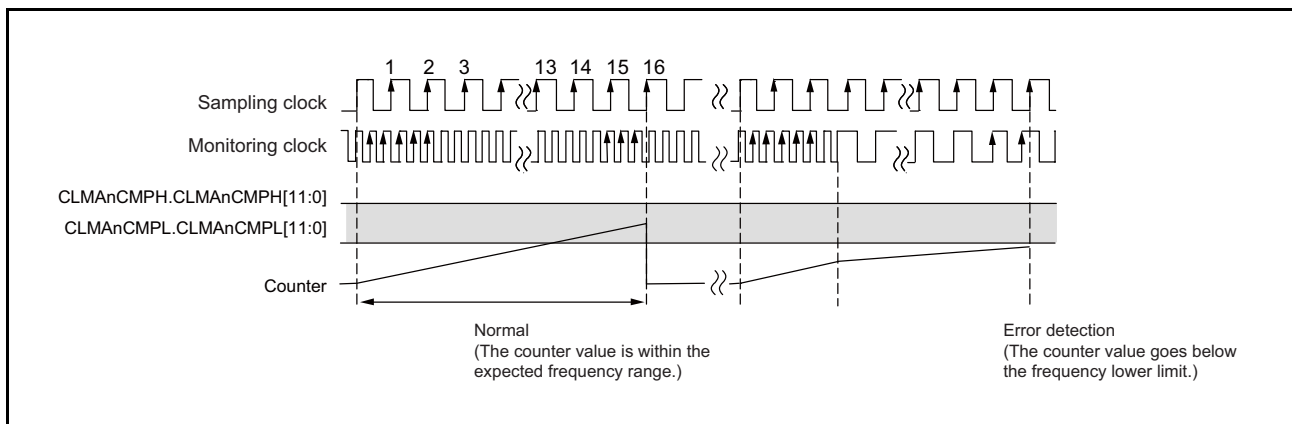 1 2 3 13 14 15 16
Sampling clock
Monitoring clock
CLMAnCMPH.CLMAnCMPH[11:0]
CLMAnCMPL.CLMAnCMPL[11:0]
Counter
Normal
(The counter value is within the
expected frequency range.)
Error detection
(The counter value goes below
the frequency lower limit.)